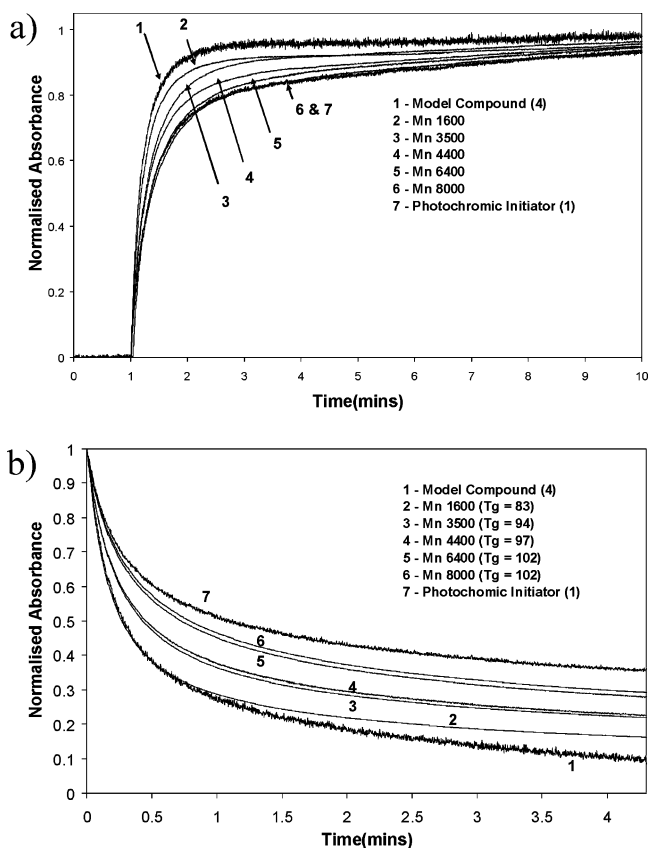 a)
1
0.8
0.6
0.4
0.2
0
Normalised Absorbance
1
2
3
4
5
6 & 7
1 - Model Compound (4)
2 - Mn 1600
3 - Mn 3500
4 - Mn 4400
5 - Mn 6400
6 - Mn 8000
7 - Photochromic Initiator (1)
0 1 2 3 4 5 6 7 8 9 10
Time(mins)
b)
1
0.9
0.8
0.7
0.6
0.5
0.4
0.3
0.2
0.1
0
Normalised Absorbance
1 - Model Compound (4)
2 - Mn 1600 (Tg = 83)
3 - Mn 3500 (Tg = 94)
4 - Mn 4400 (Tg = 97)
5 - Mn 6400 (Tg = 102)
6 - Mn 8000 (Tg = 102)
7 - Photochomic Initiator (1)
7
6
5
4
3
2
1
0 0.5 1 1.5 2 2.5 3 3.5 4
Time(mins)